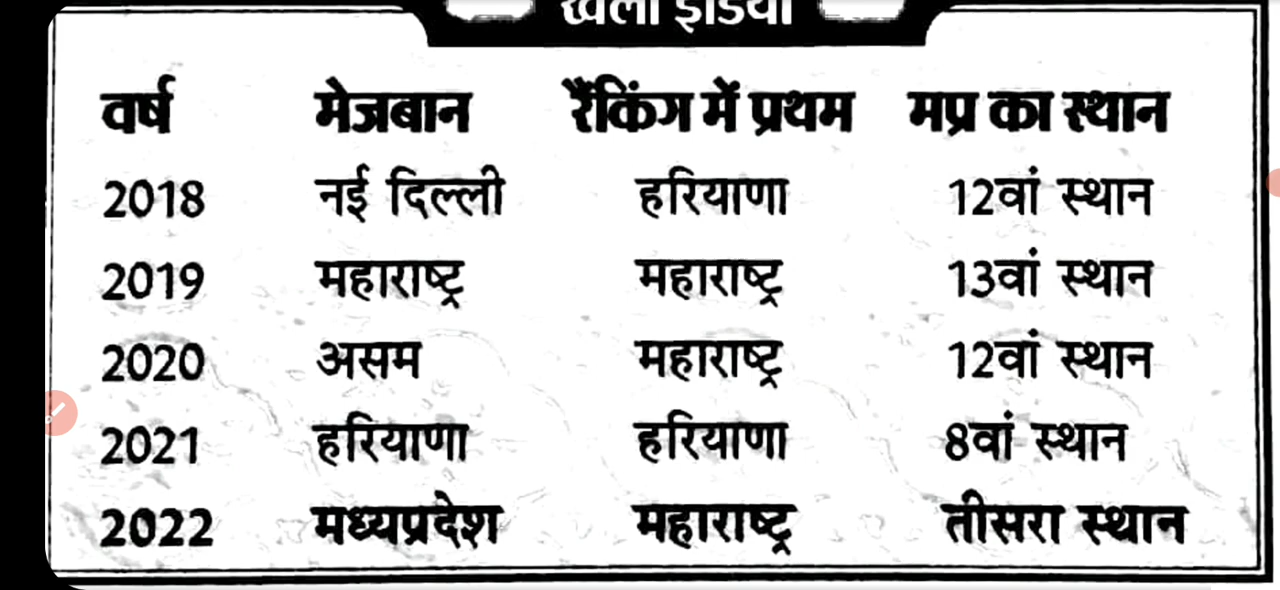 खेलो इंडिया
वर्ष मेजबान रैंकिंग में प्रथम मप्र का स्थान
2018 नई दिल्ली हरियाणा 12वां स्थान
2019 महाराष्ट्र महाराष्ट्र 13वां स्थान
2020 असम महाराष्ट्र 12वां स्थान
2021 हरियाणा हरियाणा 8वां स्थान
2022 मध्यप्रदेश महाराष्ट्र तीसरा स्थान